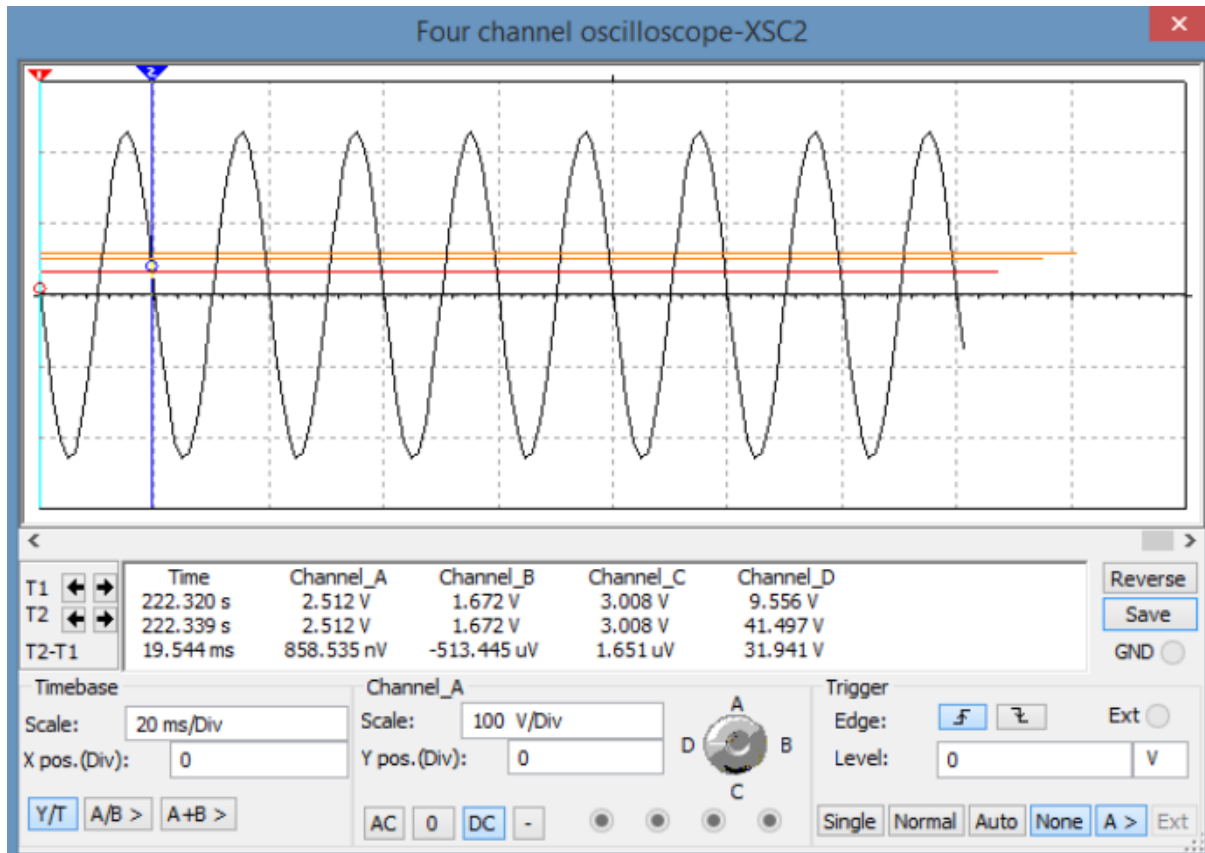 Four channel oscilloscope-XSC2
1 2
Time Channel_A Channel_B Channel_C Channel_D
T1 222.320 s 2.512 V 1.672 V 3.008 V 9.556 V
T2 222.339 s 2.512 V 1.672 V 3.008 V 41.497 V
T2-T1 19.544 ms 858.535 nV -513.445 uV 1.651 uV 31.941 V
Reverse
Save
GND
Timebase
Scale: 20 ms/Div
X pos.(Div): 0
Y/T A/B > A+B >
Channel_A
Scale: 100 V/Div
Y pos.(Div): 0
AC 0 DC -
A
D B
C
Trigger
Edge: Ext
Level: 0 V
Single Normal Auto None A > Ext